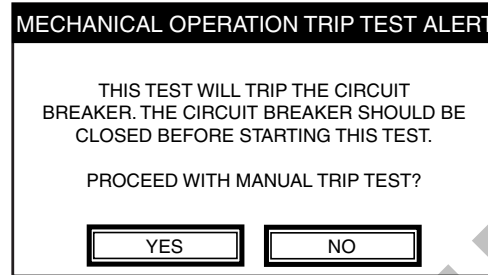 MECHANICAL OPERATION TRIP TEST ALERT
THIS TEST WILL TRIP THE CIRCUIT
BREAKER. THE CIRCUIT BREAKER SHOULD BE
CLOSED BEFORE STARTING THIS TEST.
PROCEED WITH MANUAL TRIP TEST?
YES NO